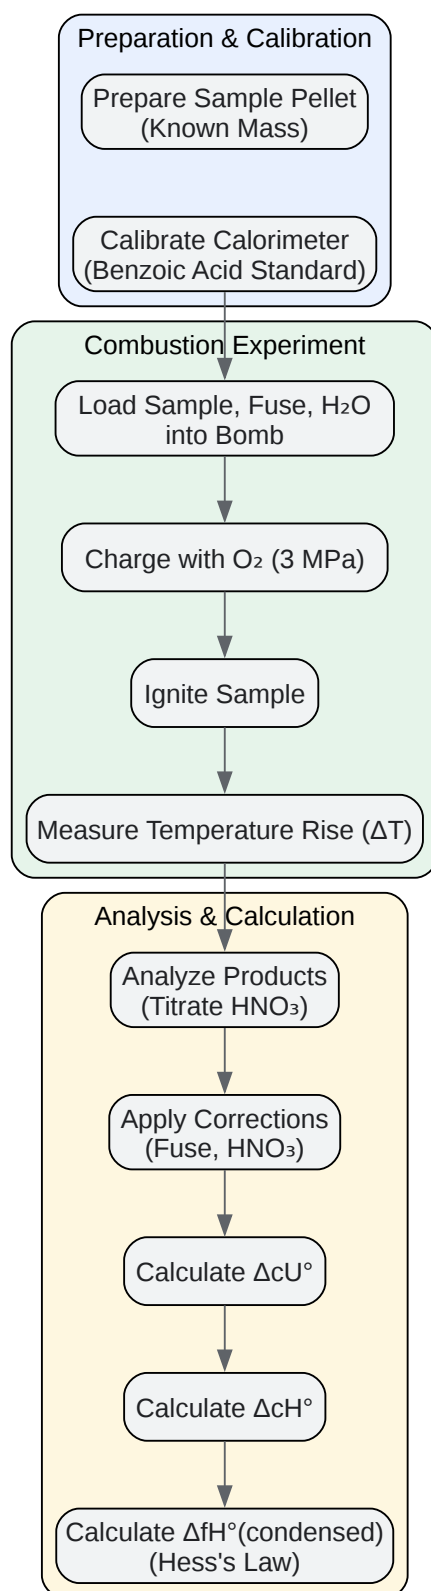 Preparation & Calibration
Prepare Sample Pellet
(Known Mass)
Calibrate Calorimeter
(Benzoic Acid Standard)
Combustion Experiment
Load Sample, Fuse, H₂O
into Bomb
Charge with O₂ (3 MPa)
Ignite Sample
Measure Temperature Rise (ΔT)
Analysis & Calculation
Analyze Products
(Titrate HNO₃)
Apply Corrections
(Fuse, HNO₃)
Calculate ΔcU°
Calculate ΔcH°
Calculate ΔfH°(condensed)
(Hess's Law)